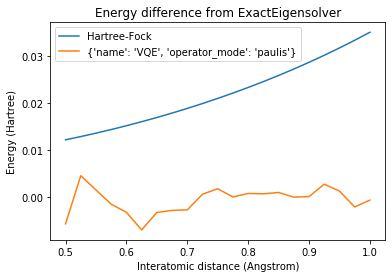 Energy difference from ExactEigensolver
Hartree-Fock
{'name': 'VQE', 'operator_mode': 'paulis'}
Energy (Hartree)
0.03
0.02
0.01
0.00
0.5 0.6 0.7 0.8 0.9 1.0
Interatomic distance (Angstrom)